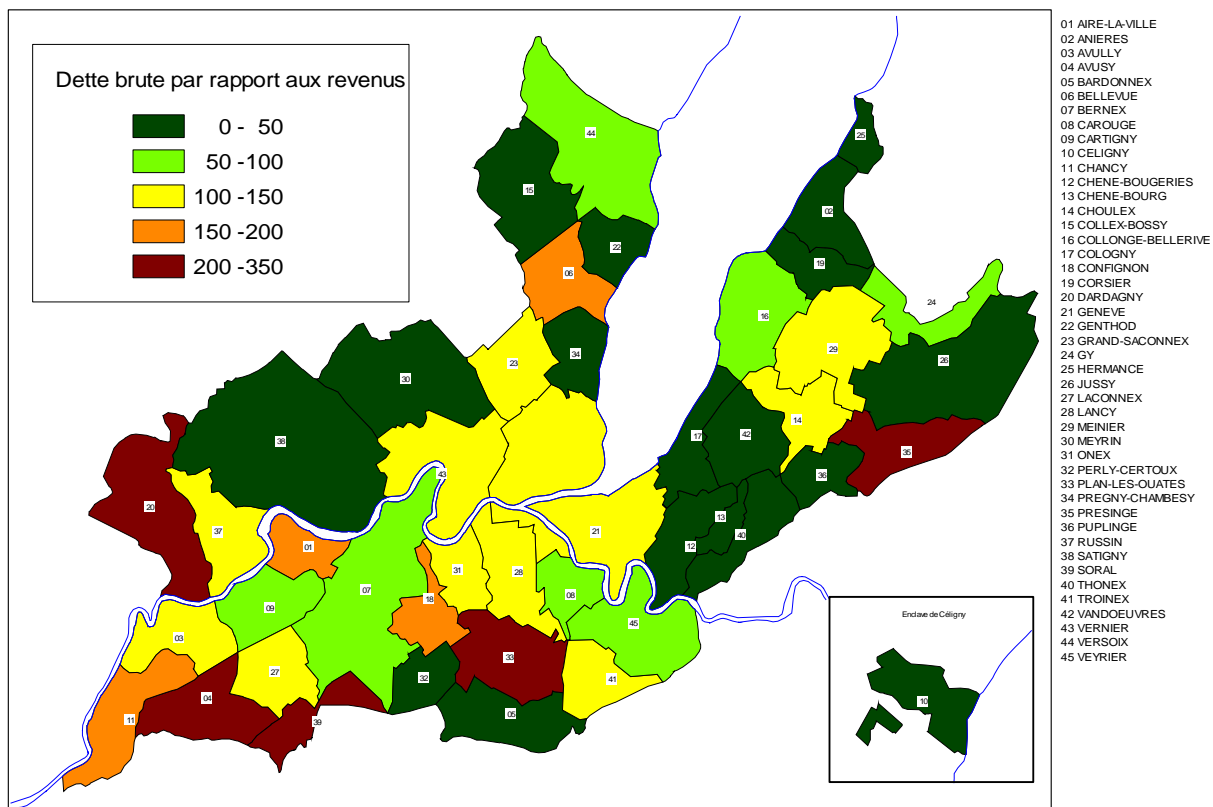 Dette brute par rapport aux revenus
0 - 50
50 -100
100 -150
150 -200
200 -350
01 AIRE-LA-VILLE
02 ANIERES
03 AVULLY
04 AVUSY
05 BARDONNEX
06 BELLEVUE
07 BERNEX
08 CAROUGE
09 CARTIGNY
10 CELIGNY
11 CHANCY
12 CHENE-BOUGERIES
13 CHENE-BOURG
14 CHOULEX
15 COLLEX-BOSSY
16 COLLONGE-BELLERIVE
17 COLOGNY
18 CONFIGNON
19 CORSIER
20 DARDAGNY
21 GENEVE
22 GENTHOD
23 GRAND-SACONNEX
24 GY
25 HERMANCE
26 JUSSY
27 LACONNEX
28 LANCY
29 MEINIER
30 MEYRIN
31 ONEX
32 PERLY-CERTOUX
33 PLAN-LES-OUATES
34 PREGNY-CHAMBESY
35 PRESINGE
36 PUPLINGE
37 RUSSIN
38 SATIGNY
39 SORAL
40 THONEX
41 TROINEX
42 VANDOEUVRES
43 VERNIER
44 VERSOIX
45 VEYRIER
44
25
15
02
22
19
06
24
16
34
29
23
26
30
14
17
42
38
35
43
36
20
13
37
21
40
01
12
31
28
07
08
18
09
45
03
33
27
32
41
04
05
11
39
Enclave de Céligny
10